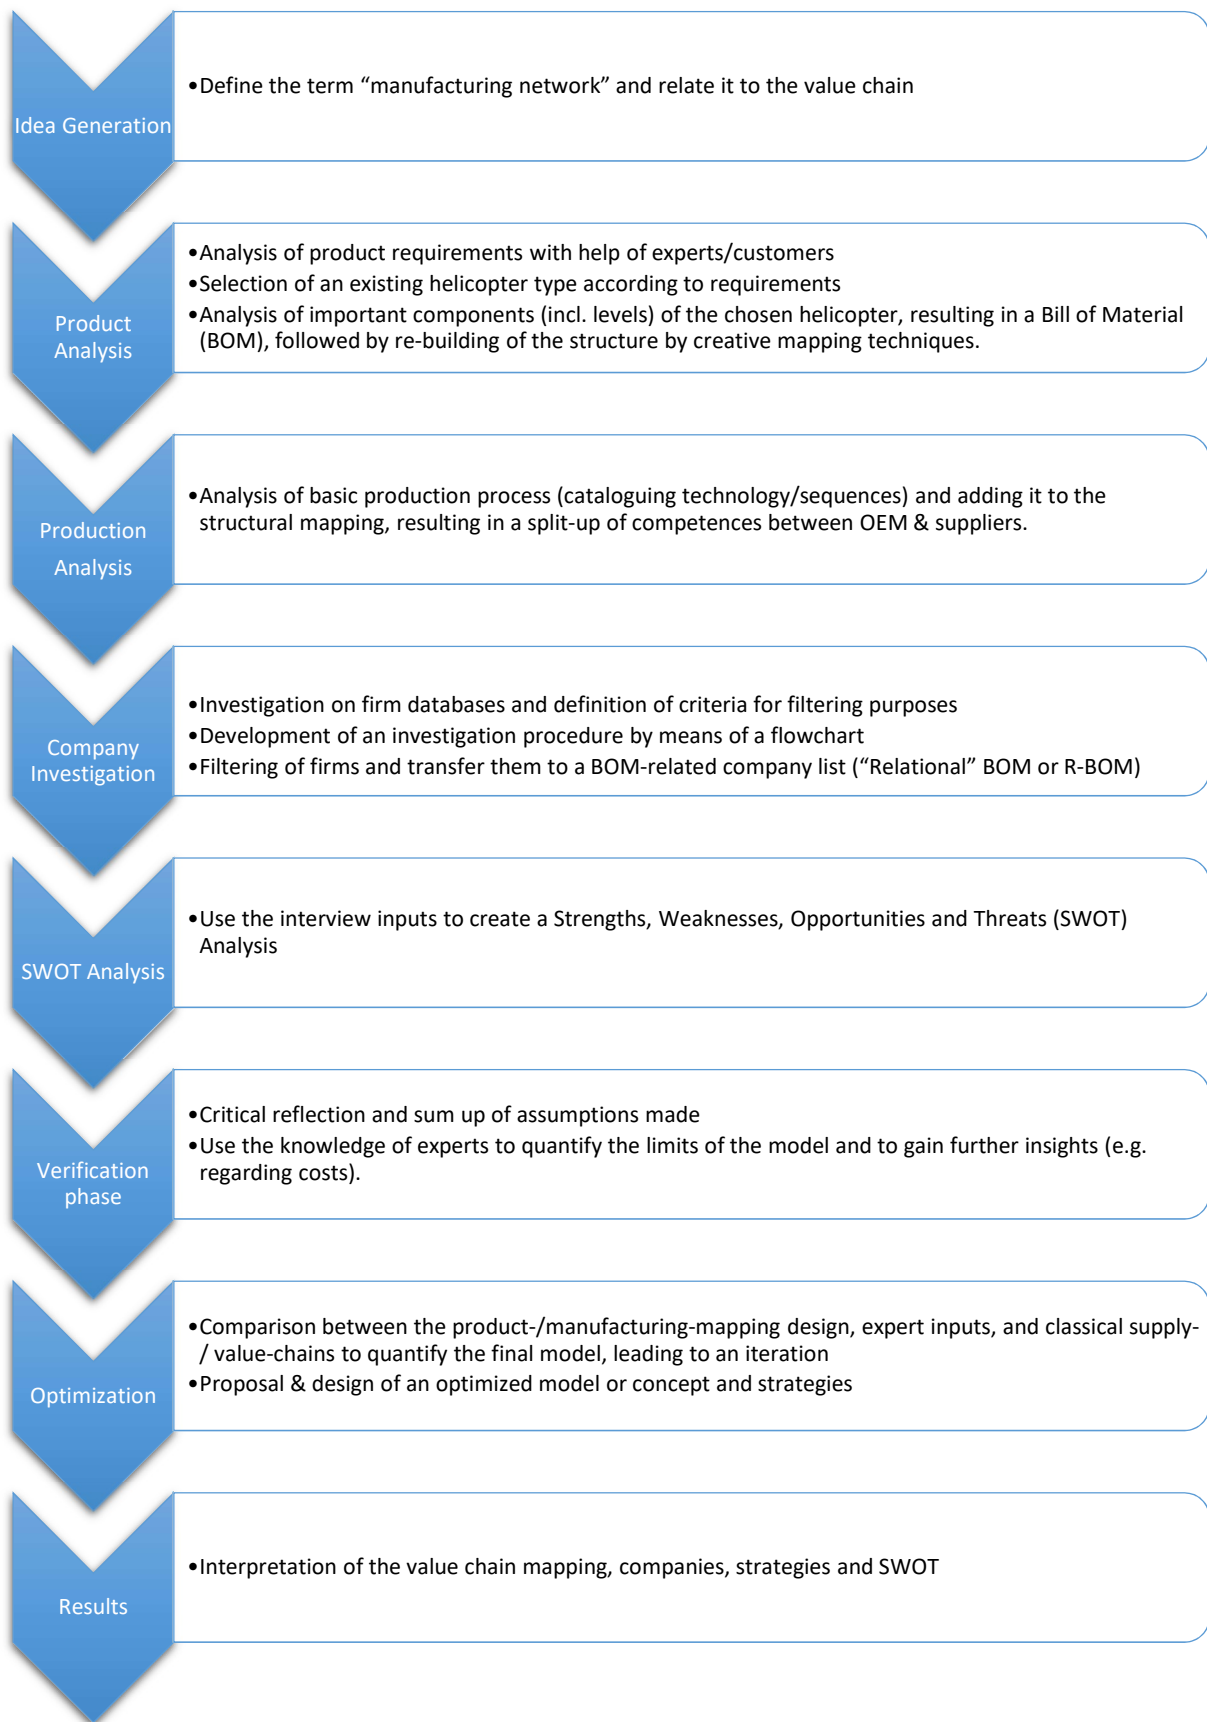 Idea Generation
•Define the term “manufacturing network” and relate it to the value chain
Product
Analysis
•Analysis of product requirements with help of experts/customers
•Selection of an existing helicopter type according to requirements
•Analysis of important components (incl. levels) of the chosen helicopter, resulting in a Bill of Material
(BOM), followed by re-building of the structure by creative mapping techniques.
Production
Analysis
•Analysis of basic production process (cataloguing technology/sequences) and adding it to the
structural mapping, resulting in a split-up of competences between OEM & suppliers.
Company
Investigation
•Investigation on firm databases and definition of criteria for filtering purposes
•Development of an investigation procedure by means of a flowchart
•Filtering of firms and transfer them to a BOM-related company list (“Relational” BOM or R-BOM)
SWOT Analysis
•Use the interview inputs to create a Strengths, Weaknesses, Opportunities and Threats (SWOT)
Analysis
Verification
phase
•Critical reflection and sum up of assumptions made
•Use the knowledge of experts to quantify the limits of the model and to gain further insights (e.g.
regarding costs).
Optimization
•Comparison between the product-/manufacturing-mapping design, expert inputs, and classical supply-
/ value-chains to quantify the final model, leading to an iteration
•Proposal & design of an optimized model or concept and strategies
Results
•Interpretation of the value chain mapping, companies, strategies and SWOT